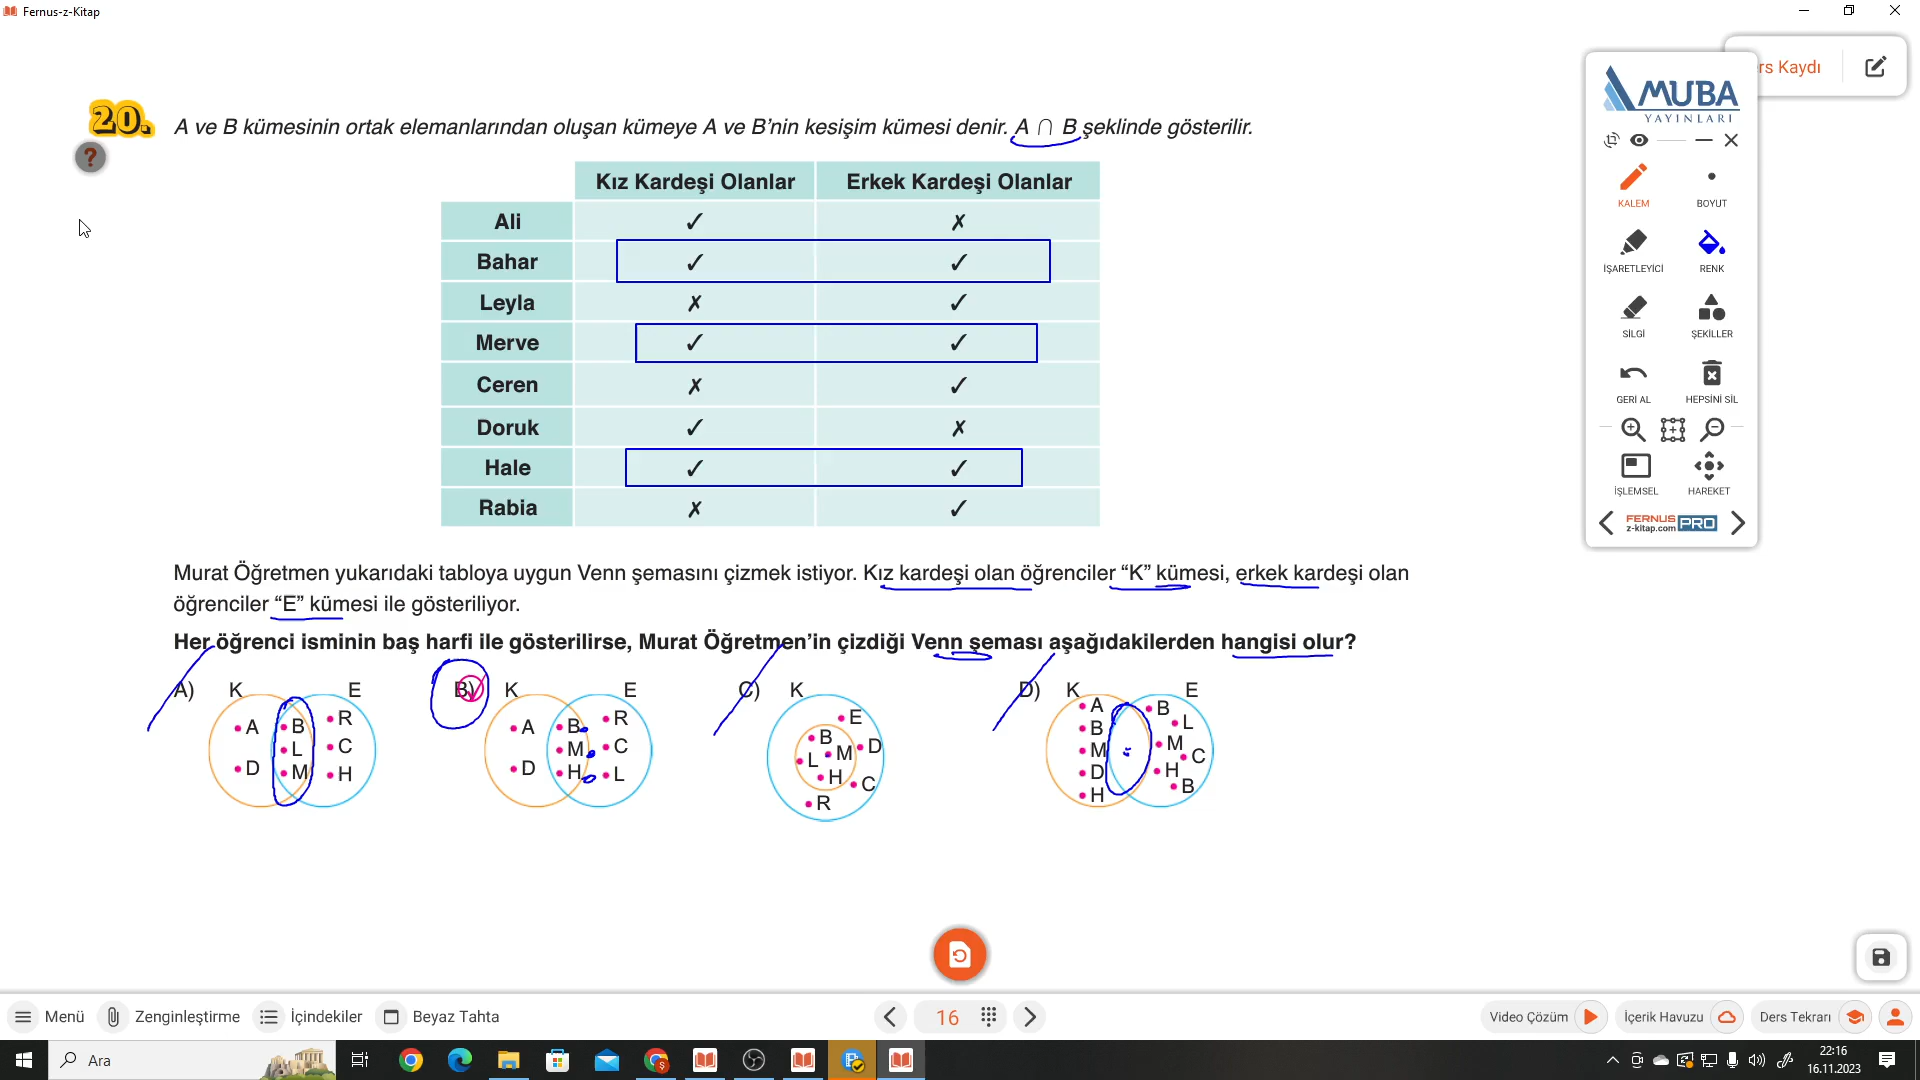 Fernus-z-Kitap
rs Kaydı
MUBA
YAYINLARI
20.
A ve B kümesinin ortak elemanlarından oluşan kümeye A ve B'nin kesişim kümesi denir. A ∩ B şeklinde gösterilir.
?
Kız Kardeşi Olanlar Erkek Kardeşi Olanlar
Ali ✓ ✗
Bahar ✓ ✓
Leyla ✗ ✓
Merve ✓ ✓
Ceren ✗ ✓
Doruk ✓ ✗
Hale ✓ ✓
Rabia ✗ ✓
KALEM BOYUT
İŞARETLEYİCİ RENK
SİLGİ ŞEKİLLER
GERİ AL HEPSİNİ SİL
İŞLEMSEL HAREKET
FERNUS
z-kitap.com PRO
Murat Öğretmen yukarıdaki tabloya uygun Venn şemasını çizmek istiyor. Kız kardeşi olan öğrenciler “K” kümesi, erkek kardeşi olan
öğrenciler “E” kümesi ile gösteriliyor.
Her öğrenci isminin baş harfi ile gösterilirse, Murat Öğretmen'in çizdiği Venn şeması aşağıdakilerden hangisi olur?
A) K E
A B R
L C
D M H
B) K E
A B R
M C
D H L
C) K
E
B D
L M
H C
R
D) K E
A B
B L
M M C
D H
H B
Menü Zenginleştirme İçindekiler Beyaz Tahta 16 Video Çözüm İçerik Havuzu Ders Tekrarı
Ara
22:16
16.11.2023